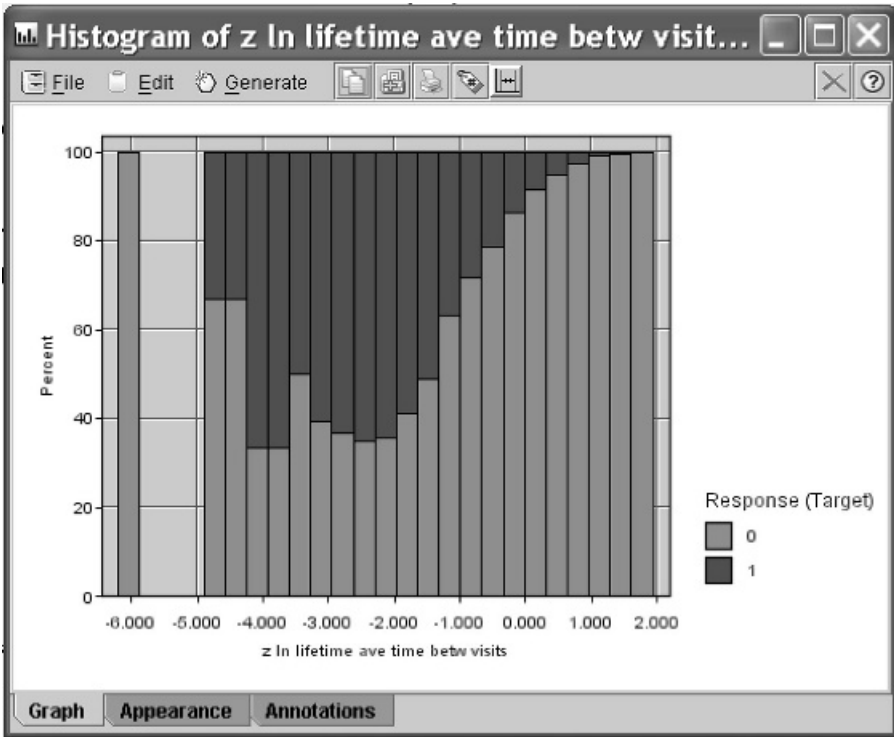 Histogram of z ln lifetime ave time betw visit...
File Edit Generate
100
80
60
40
20
0
Percent
-6.000 -5.000 -4.000 -3.000 -2.000 -1.000 0.000 1.000 2.000
z ln lifetime ave time betw visits
Response (Target)
0
1
Graph Appearance Annotations